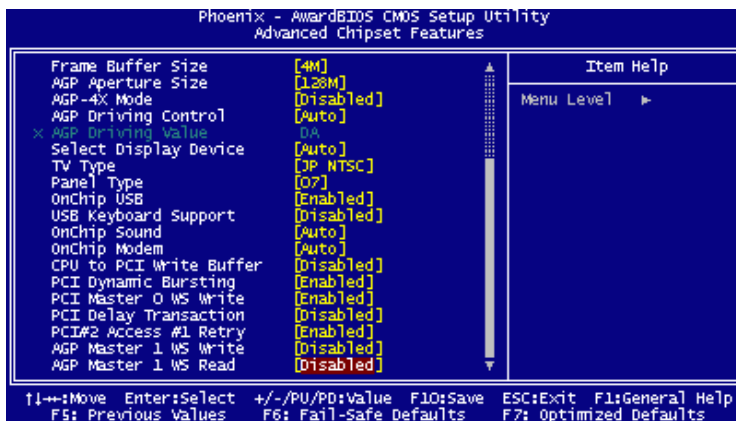 Phoenix - AwardBIOS CMOS Setup Utility
Advanced Chipset Features
Frame Buffer Size [4M]
AGP Aperture Size [128M]
AGP-4X Mode [Disabled]
AGP Driving Control [Auto]
x AGP Driving Value DA
Select Display Device [Auto]
TV Type [JP NTSC]
Panel Type [07]
OnChip USB [Enabled]
USB Keyboard Support [Disabled]
OnChip Sound [Auto]
OnChip Modem [Auto]
CPU to PCI Write Buffer [Disabled]
PCI Dynamic Bursting [Enabled]
PCI Master 0 WS Write [Enabled]
PCI Delay Transaction [Disabled]
PCI#2 Access #1 Retry [Enabled]
AGP Master 1 WS Write [Disabled]
AGP Master 1 WS Read [Disabled]
Item Help
Menu Level ►
↑↓→←:Move Enter:Select +/-/PU/PD:Value F10:Save ESC:Exit F1:General Help
F5: Previous Values F6: Fail-Safe Defaults F7: Optimized Defaults